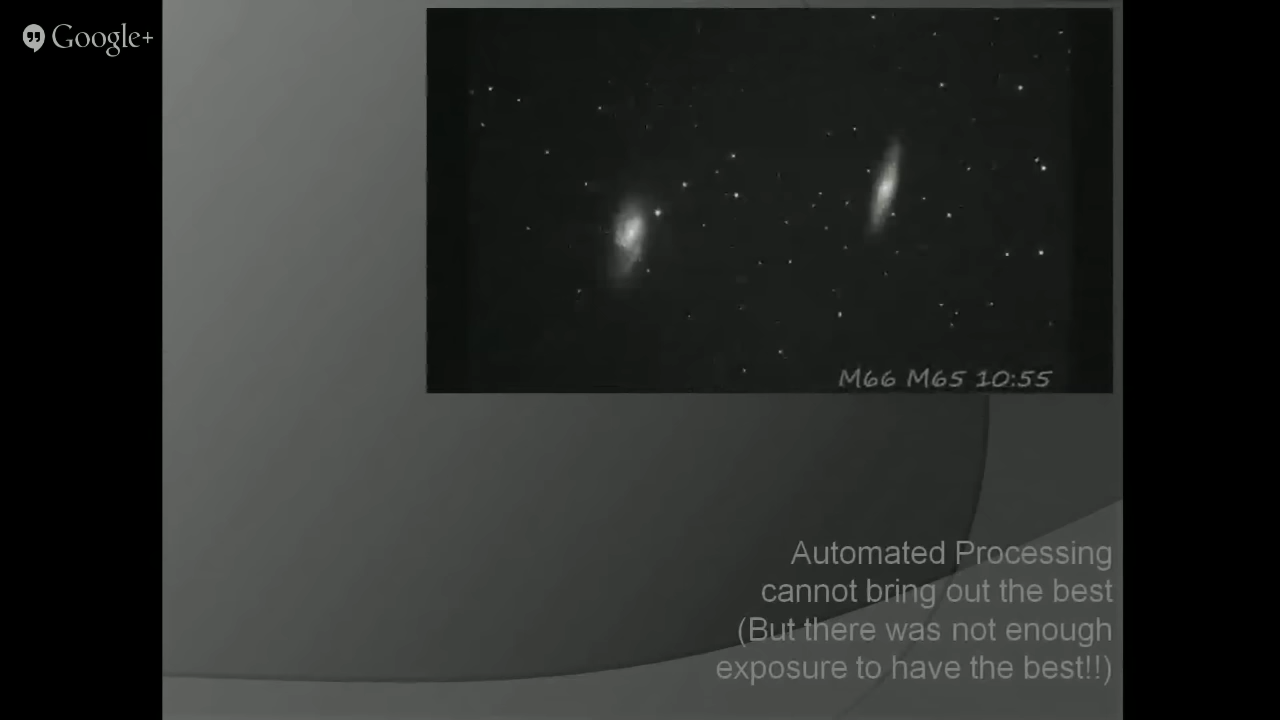 Google+
M66 M65 10:55
Automated Processing
cannot bring out the best
(But there was not enough
exposure to have the best!!)